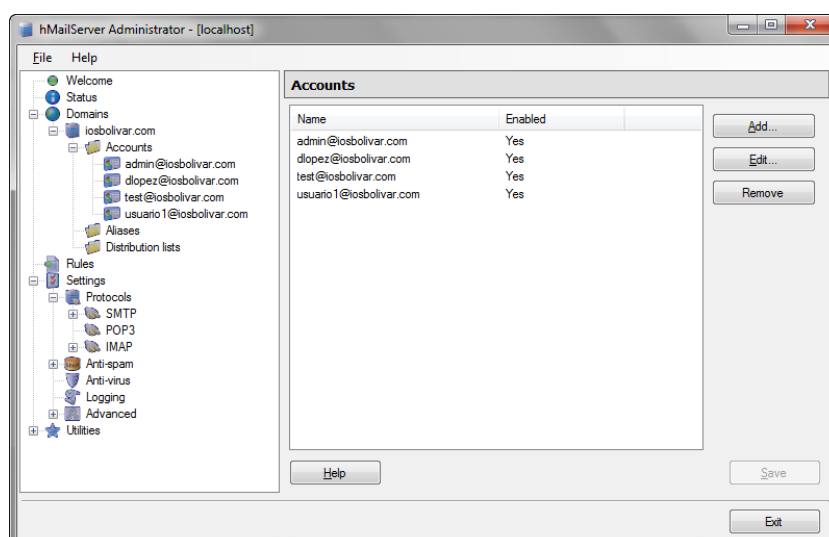 hMailServer Administrator - [localhost]
File Help
Welcome
Status
Domains
iosbolivar.com
Accounts
admin@iosbolivar.com
dlopez@iosbolivar.com
test@iosbolivar.com
usuario1@iosbolivar.com
Aliases
Distribution lists
Rules
Settings
Protocols
SMTP
POP3
IMAP
Anti-spam
Anti-virus
Logging
Advanced
Utilities
Accounts
Name Enabled
admin@iosbolivar.com Yes
dlopez@iosbolivar.com Yes
test@iosbolivar.com Yes
usuario1@iosbolivar.com Yes
Add...
Edit...
Remove
Help
Save
Exit